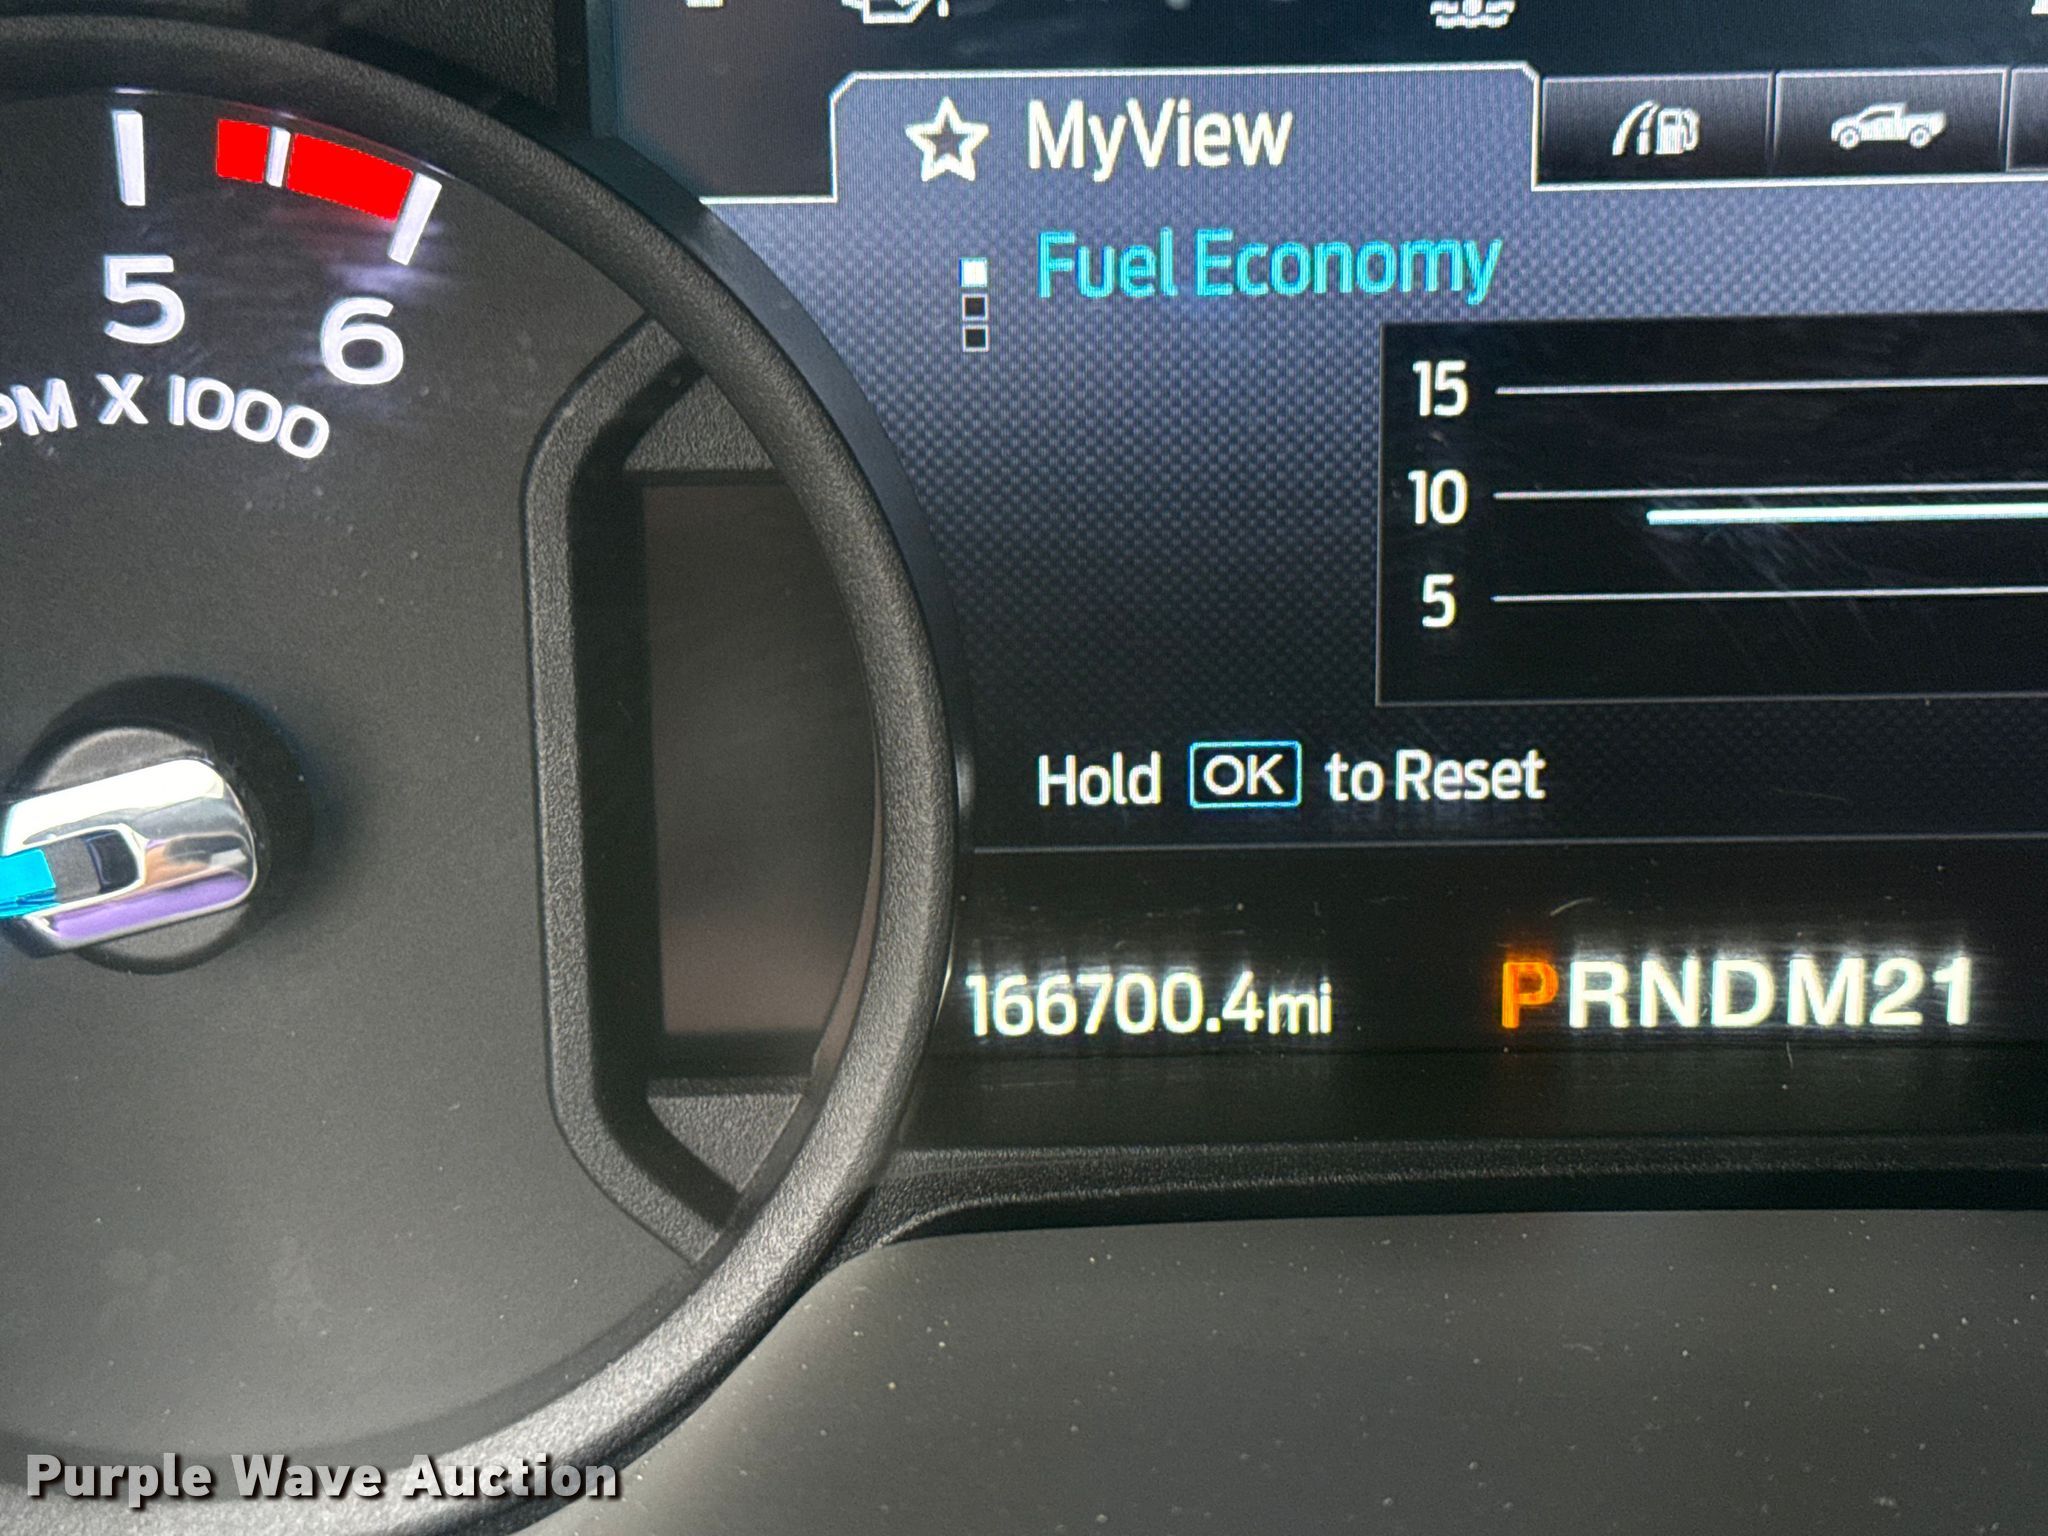 MyView
Fuel Economy
5
6
PM X 1000
15
10
5
Hold OK to Reset
166700.4mi
PRNDM21
Purple Wave Auction